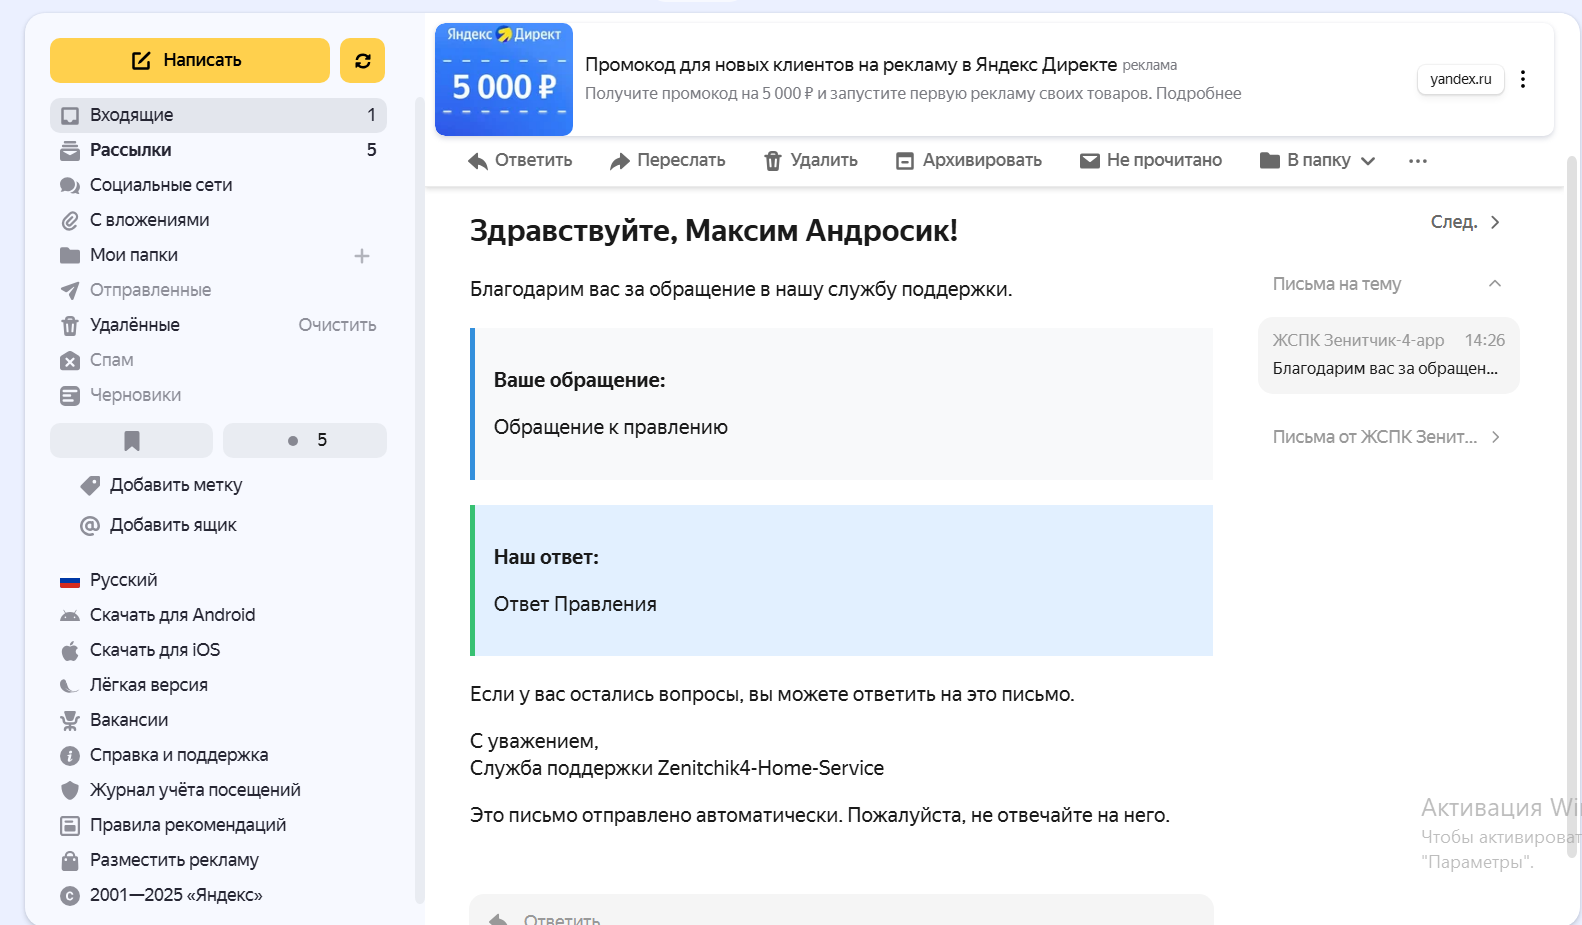 Написать
Входящие 1
Рассылки 5
Социальные сети
С вложениями
Мои папки
Отправленные
Удалённые Очистить
Спам
Черновики
5
Добавить метку
Добавить ящик
Русский
Скачать для Android
Скачать для iOS
Лёгкая версия
Вакансии
Справка и поддержка
Журнал учёта посещений
Правила рекомендаций
Разместить рекламу
2001—2025 «Яндекс»
Яндекс Директ
5 000 ₽
Промокод для новых клиентов на рекламу в Яндекс Директе реклама
Получите промокод на 5 000 ₽ и запустите первую рекламу своих товаров. Подробнее
yandex.ru
Ответить Переслать Удалить Архивировать Не прочитано В папку
Здравствуйте, Максим Андросик!
Благодарим вас за обращение в нашу службу поддержки.
Ваше обращение:
Обращение к правлению
Наш ответ:
Ответ Правления
Если у вас остались вопросы, вы можете ответить на это письмо.
С уважением,
Служба поддержки Zenitchik4-Home-Service
Это письмо отправлено автоматически. Пожалуйста, не отвечайте на него.
Ответить
След.
Письма на тему
ЖСПК Зенитчик-4-app 14:26
Благодарим вас за обращен...
Письма от ЖСПК Зенит...
Активация Wi
Чтобы активироват
"Параметры".